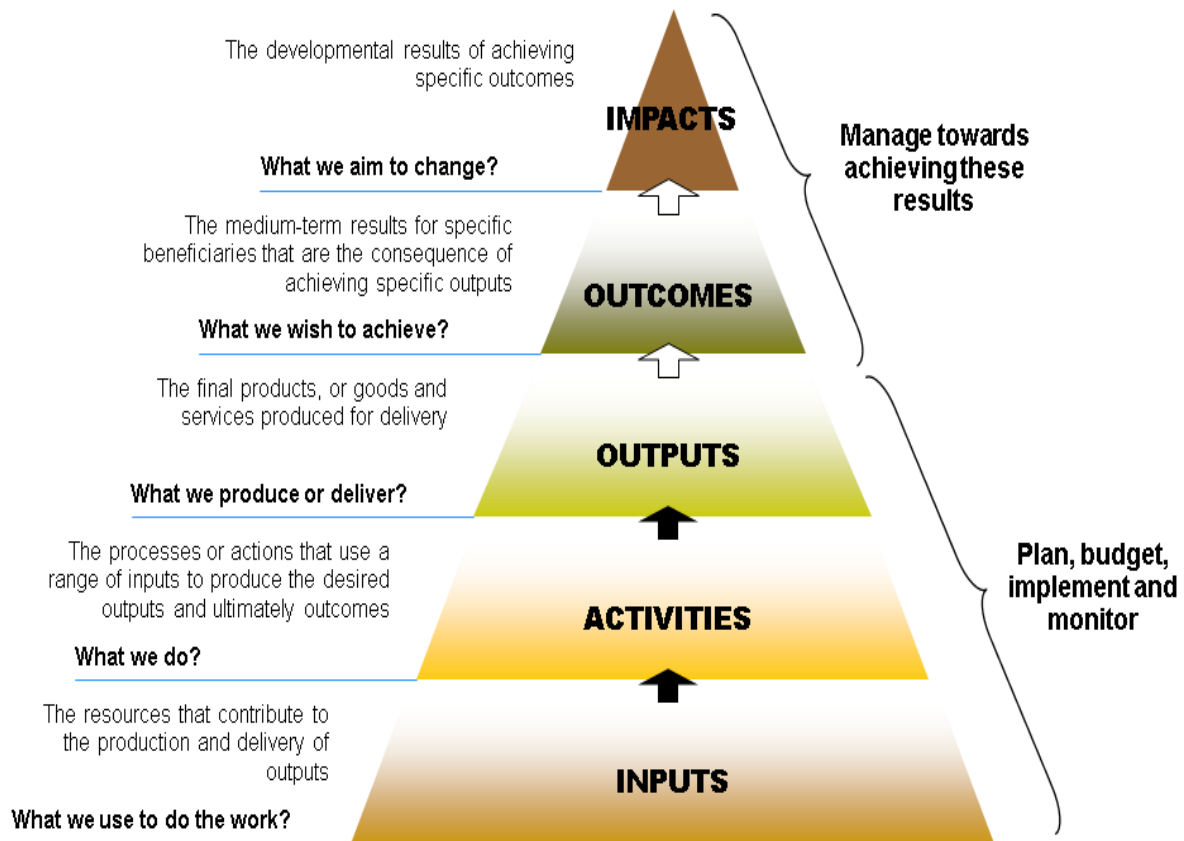 The developmental results of achieving
specific outcomes
IMPACTS
What we aim to change?
Manage towards
achieving these
results
The medium-term results for specific
beneficiaries that are the consequence of
achieving specific outputs
OUTCOMES
What we wish to achieve?
The final products, or goods and
services produced for delivery
OUTPUTS
What we produce or deliver?
The processes or actions that use a
range of inputs to produce the desired
outputs and ultimately outcomes
ACTIVITIES
What we do?
Plan, budget,
implement and
monitor
The resources that contribute to
the production and delivery of
outputs
INPUTS
What we use to do the work?